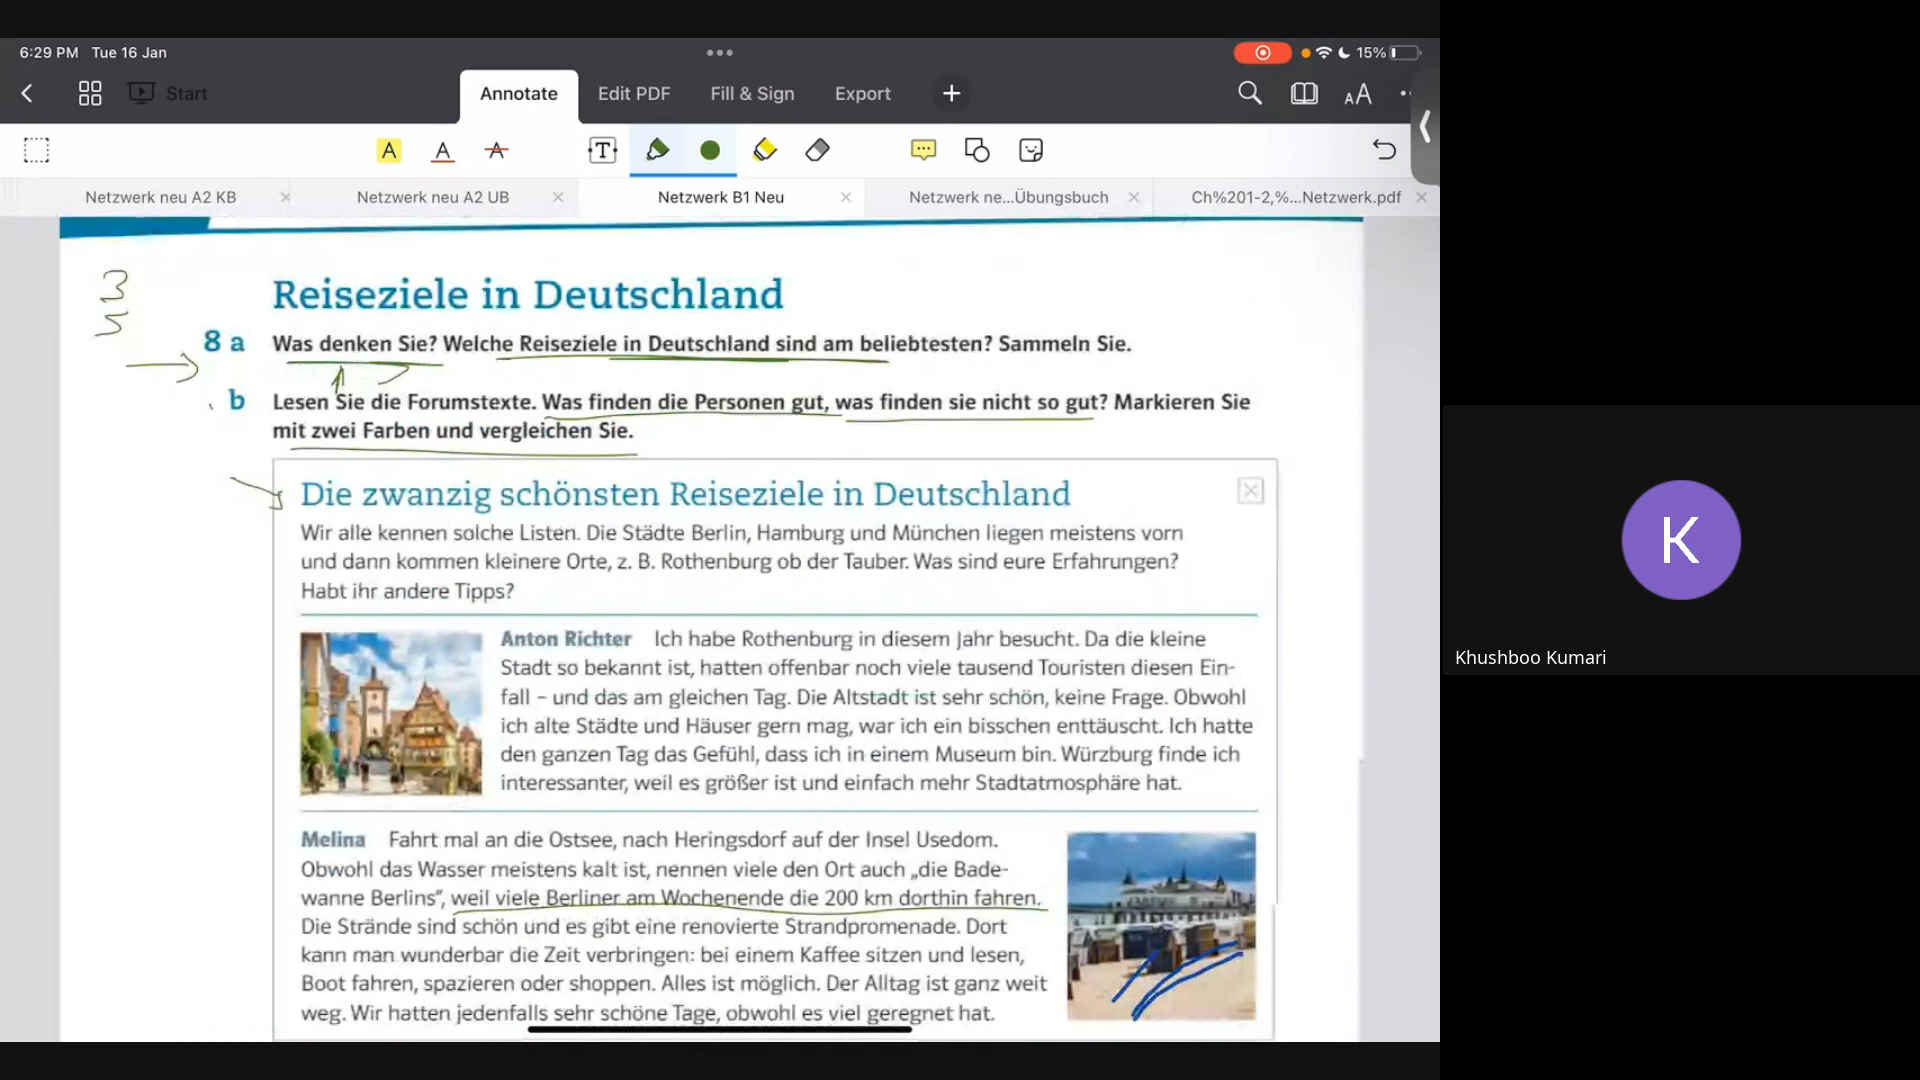 6:29 PM Tue 16 Jan
15%
Start
Annotate
Edit PDF
Fill & Sign
Export
Netzwerk neu A2 KB
Netzwerk neu A2 UB
Netzwerk B1 Neu
Netzwerk ne...Übungsbuch
Ch%201-2,%...Netzwerk.pdf
Reiseziele in Deutschland
3
5
8 a Was denken Sie? Welche Reiseziele in Deutschland sind am beliebtesten? Sammeln Sie.
b Lesen Sie die Forumstexte. Was finden die Personen gut, was finden sie nicht so gut? Markieren Sie
mit zwei Farben und vergleichen Sie.
Die zwanzig schönsten Reiseziele in Deutschland
Wir alle kennen solche Listen. Die Städte Berlin, Hamburg und München liegen meistens vorn
und dann kommen kleinere Orte, z. B. Rothenburg ob der Tauber. Was sind eure Erfahrungen?
Habt ihr andere Tipps?
Anton Richter Ich habe Rothenburg in diesem Jahr besucht. Da die kleine
Stadt so bekannt ist, hatten offenbar noch viele tausend Touristen diesen Ein-
fall – und das am gleichen Tag. Die Altstadt ist sehr schön, keine Frage. Obwohl
ich alte Städte und Häuser gern mag, war ich ein bisschen enttäuscht. Ich hatte
den ganzen Tag das Gefühl, dass ich in einem Museum bin. Würzburg finde ich
interessanter, weil es größer ist und einfach mehr Stadtatmosphäre hat.
Melina Fahrt mal an die Ostsee, nach Heringsdorf auf der Insel Usedom.
Obwohl das Wasser meistens kalt ist, nennen viele den Ort auch „die Bade-
wanne Berlins“, weil viele Berliner am Wochenende die 200 km dorthin fahren.
Die Strände sind schön und es gibt eine renovierte Strandpromenade. Dort
kann man wunderbar die Zeit verbringen: bei einem Kaffee sitzen und lesen,
Boot fahren, spazieren oder shoppen. Alles ist möglich. Der Alltag ist ganz weit
weg. Wir hatten jedenfalls sehr schöne Tage, obwohl es viel geregnet hat.
K
Khushboo Kumari